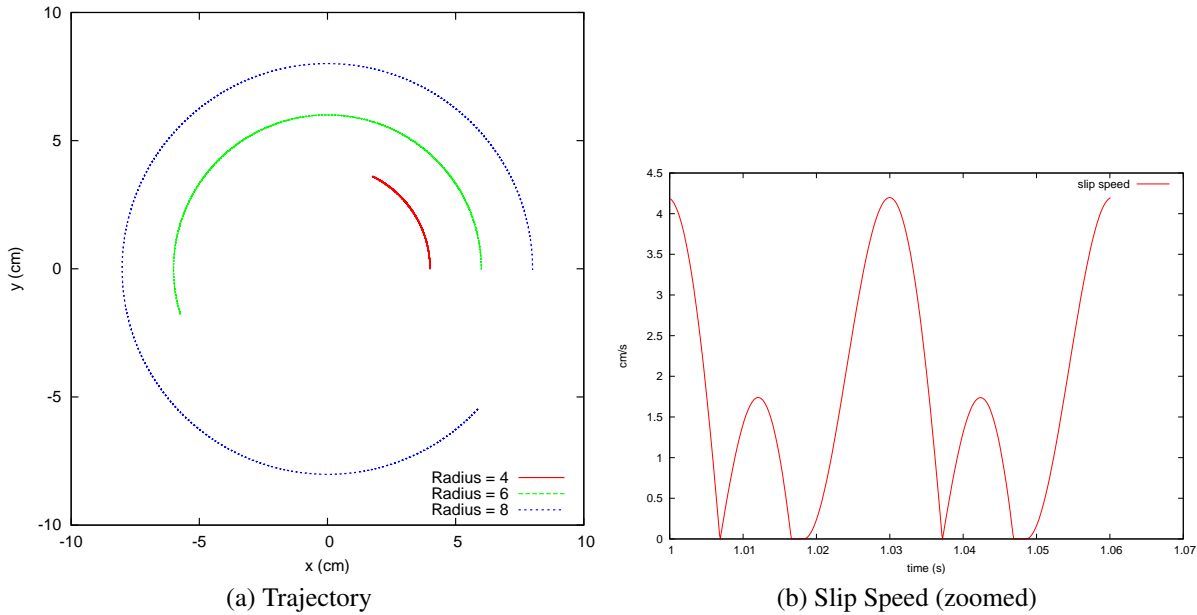 10
5
0
-5
-10
y (cm)
-10
-5
0
5
10
x (cm)
Radius = 4
Radius = 6
Radius = 8
(a) Trajectory
4.5
4
3.5
3
2.5
2
1.5
1
0.5
0
cm/s
1
1.01
1.02
1.03
1.04
1.05
1.06
1.07
time (s)
slip speed
(b) Slip Speed (zoomed)